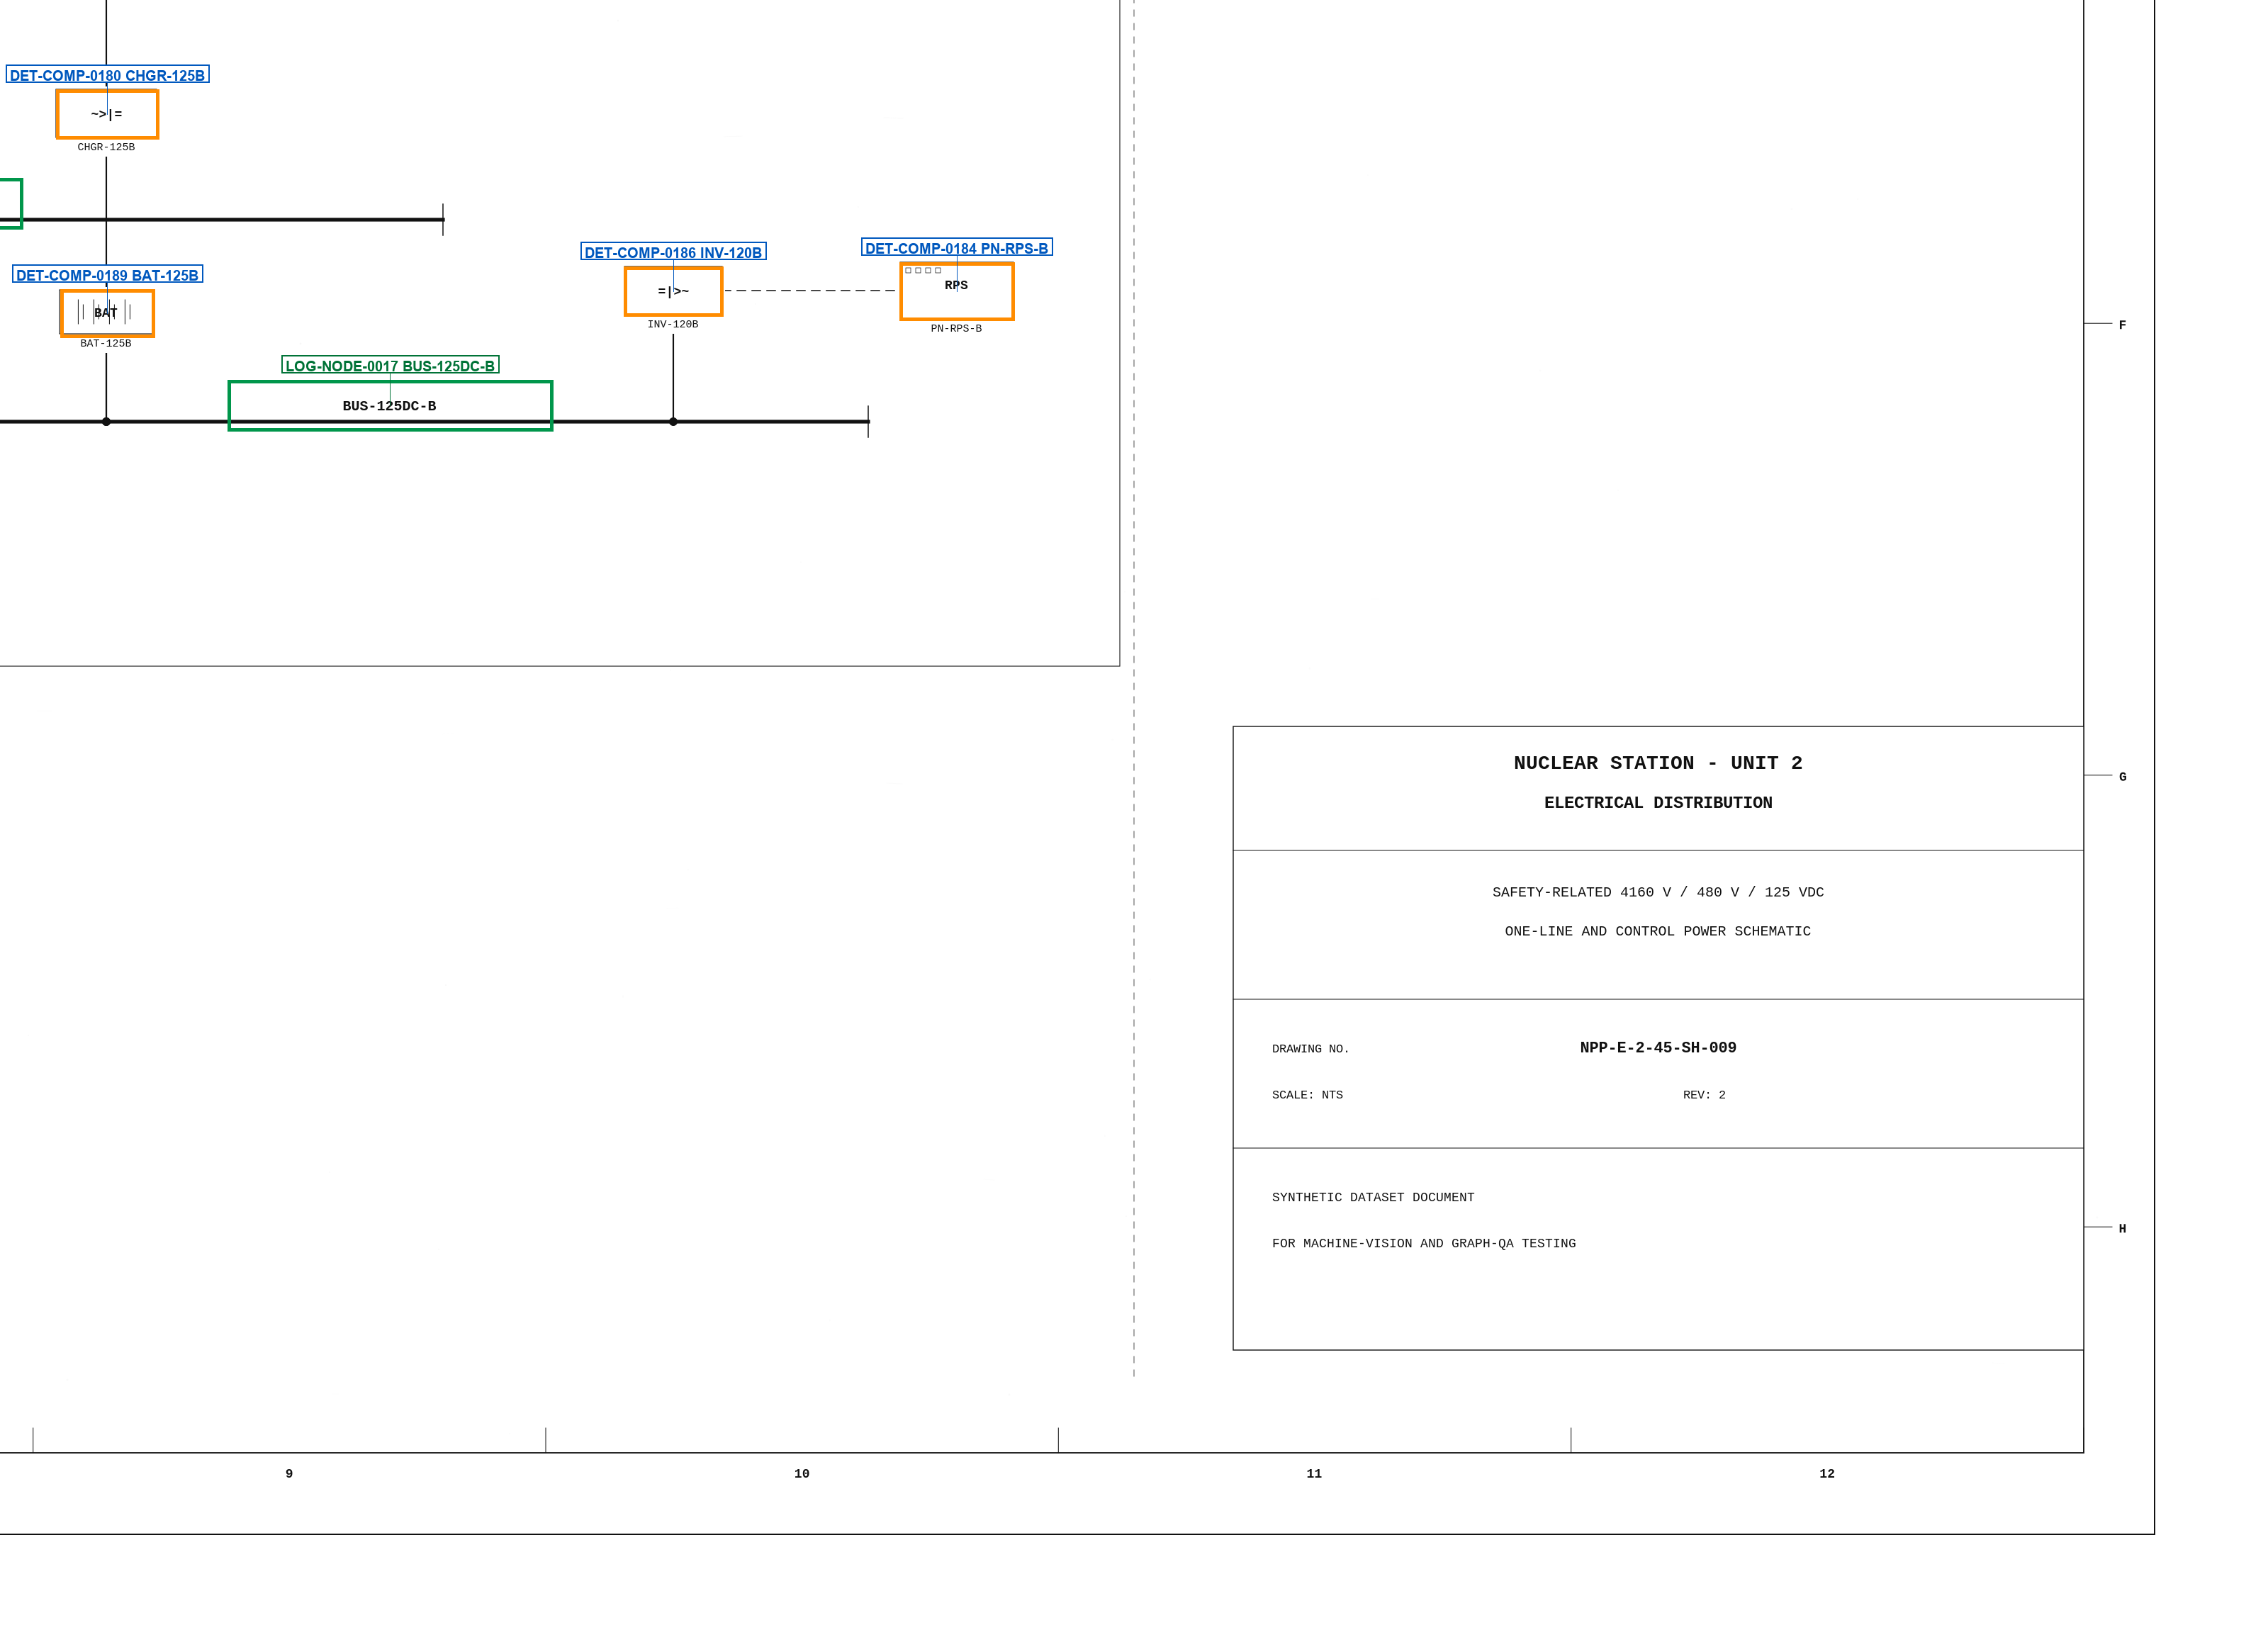 DET-COMP-0180 CHGR-125B
~>|=
CHGR-125B
DET-COMP-0189 BAT-125B
BAT
BAT-125B
DET-COMP-0186 INV-120B
=|>~
INV-120B
DET-COMP-0184 PN-RPS-B
RPS
PN-RPS-B
LOG-NODE-0017 BUS-125DC-B
BUS-125DC-B
F
G
H
NUCLEAR STATION - UNIT 2
ELECTRICAL DISTRIBUTION
SAFETY-RELATED 4160 V / 480 V / 125 VDC
ONE-LINE AND CONTROL POWER SCHEMATIC
DRAWING NO. NPP-E-2-45-SH-009
SCALE: NTS REV: 2
SYNTHETIC DATASET DOCUMENT
FOR MACHINE-VISION AND GRAPH-QA TESTING
9 10 11 12